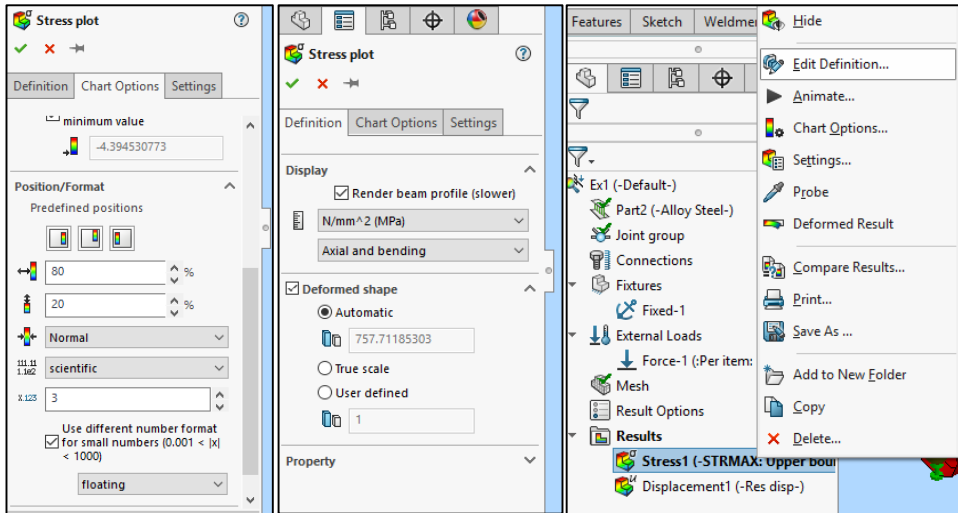 Stress plot
Definition Chart Options Settings
minimum value
-4.394530773
Position/Format
Predefined positions
80 %
20 %
Normal
111.11
1.1e2
scientific
X.123
3
Use different number format
for small numbers (0.001 < |x|
< 1000)
floating
Stress plot
Definition Chart Options Settings
Display
Render beam profile (slower)
N/mm^2 (MPa)
Axial and bending
Deformed shape
Automatic
757.71185303
True scale
User defined
1
Property
Features Sketch Weldme
Ex1 (-Default-)
Part2 (-Alloy Steel-)
Joint group
Connections
Fixtures
Fixed-1
External Loads
Force-1 (:Per item:
Mesh
Result Options
Results
Stress1 (-STRMAX: Upper bou
Displacement1 (-Res disp-)
Hide
Edit Definition...
Animate...
Chart Options...
Settings...
Probe
Deformed Result
Compare Results...
Print...
Save As ...
Add to New Folder
Copy
Delete...